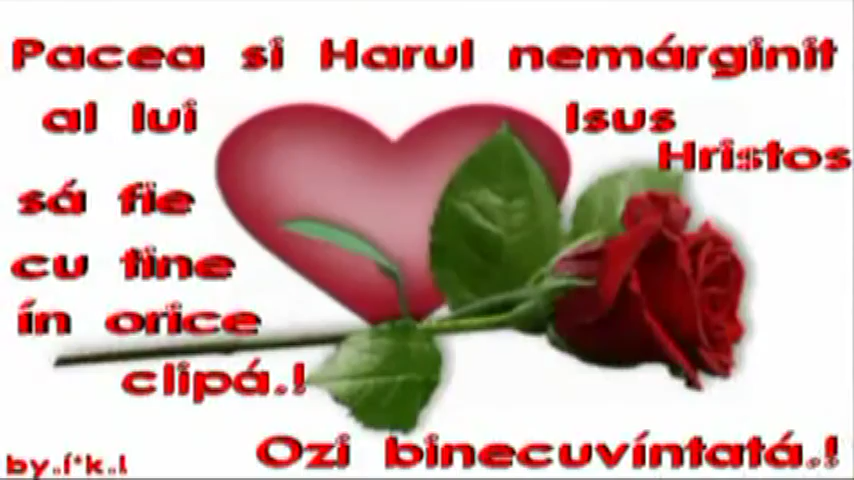 Pacea si Harul nemárginit
al lui Isus
Hristos
sá fie
cu tine
ín orice
clipá.!
Ozi binecuvíntatá.!
by.í*k.!